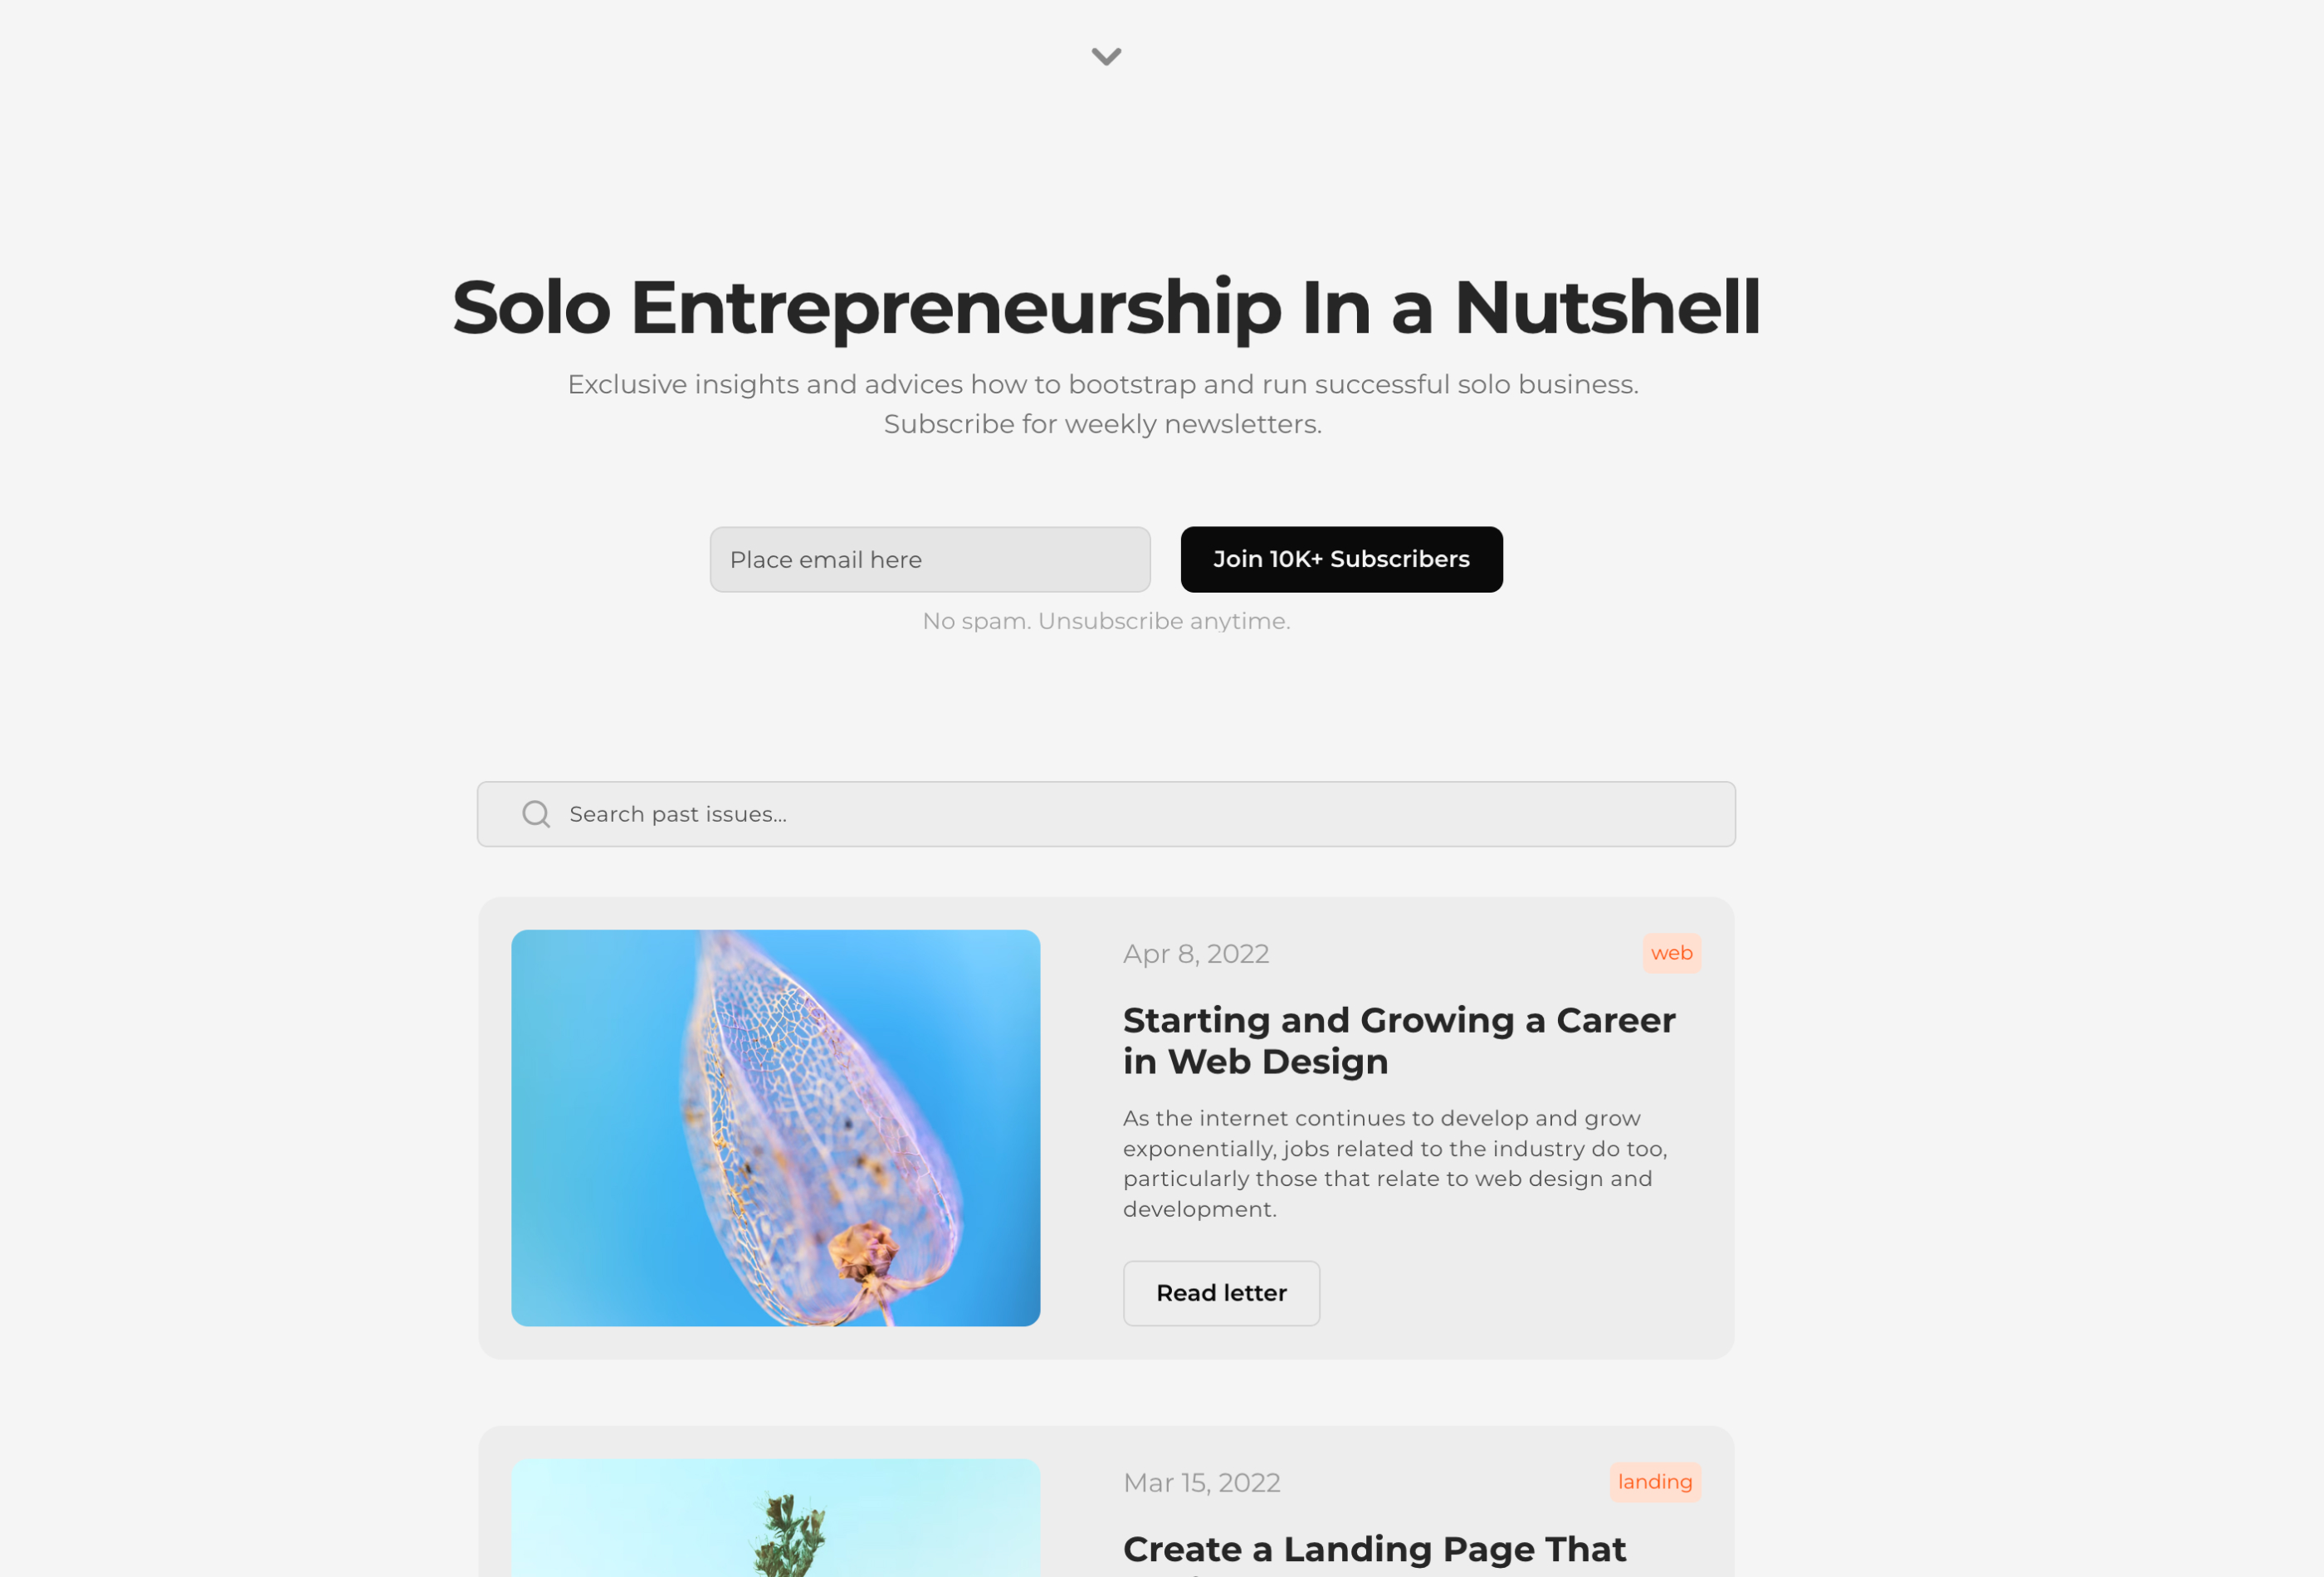 Solo Entrepreneurship In a Nutshell
Exclusive insights and advices how to bootstrap and run successful solo business.
Subscribe for weekly newsletters.
Place email here
Join 10K+ Subscribers
No spam. Unsubscribe anytime.
Search past issues...
Apr 8, 2022
web
Starting and Growing a Career
in Web Design
As the internet continues to develop and grow
exponentially, jobs related to the industry do too,
particularly those that relate to web design and
development.
Read letter
Mar 15, 2022
landing
Create a Landing Page That